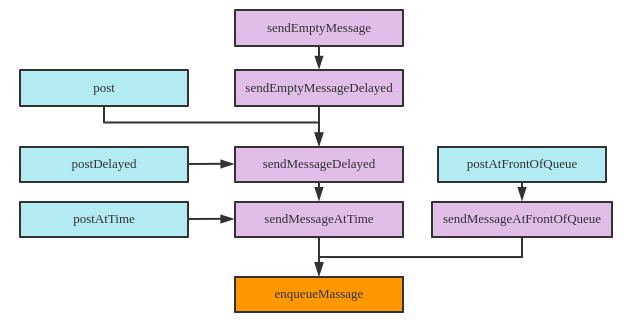 sendEmptyMessage
post
sendEmptyMessageDelayed
postDelayed
sendMessageDelayed
postAtFrontOfQueue
postAtTime
sendMessageAtTime
sendMessageAtFrontOfQueue
enqueueMassage